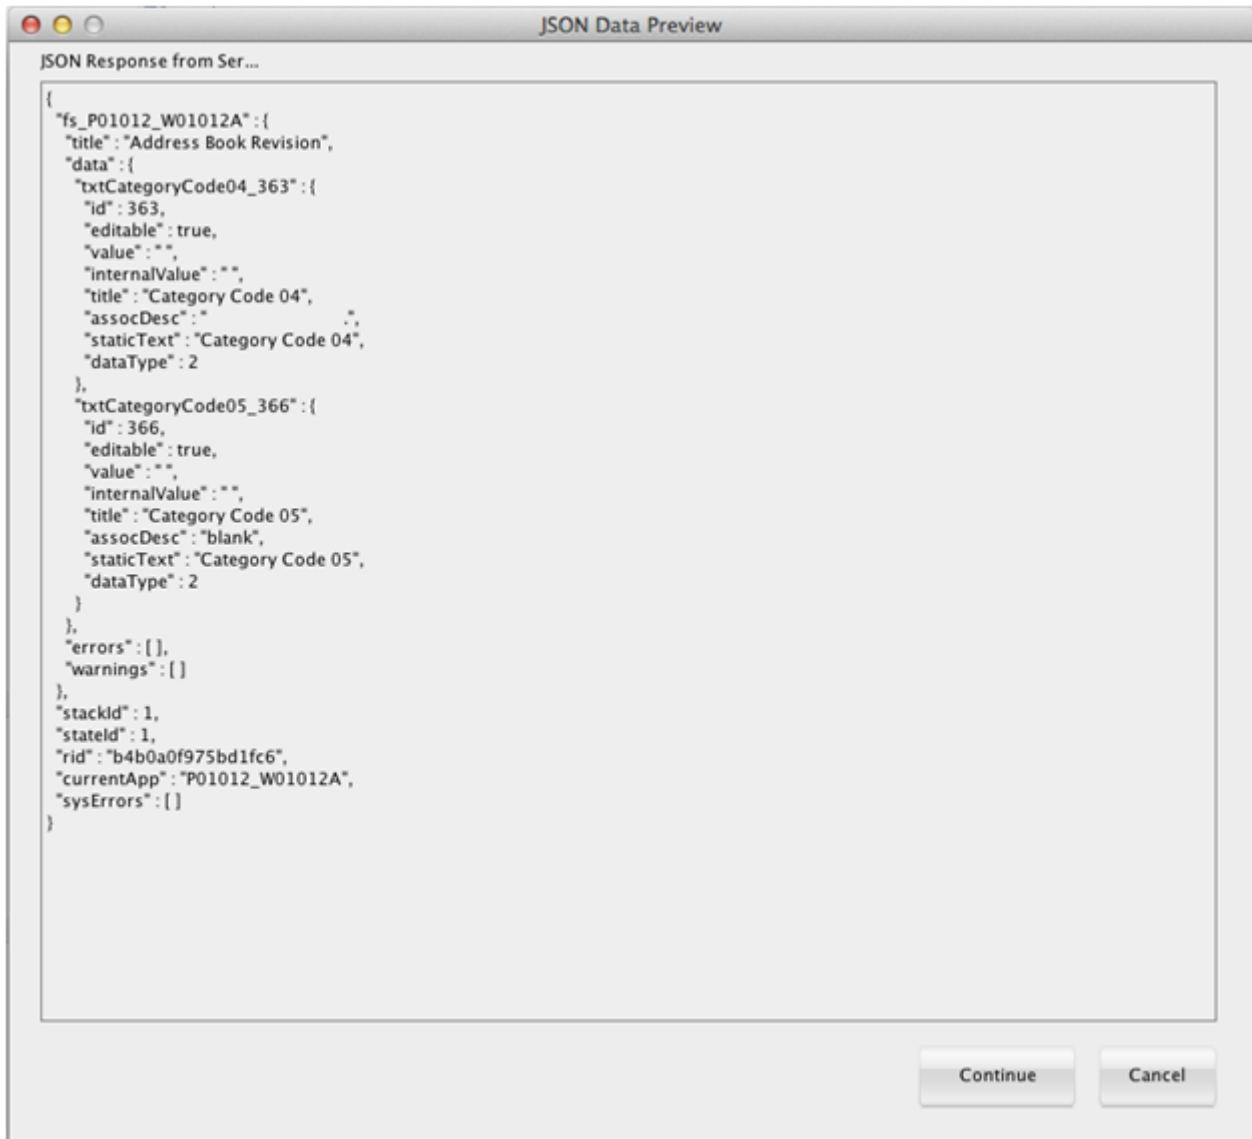 JSON Data Preview
JSON Response from Ser...
{
"fs_P01012_W01012A" : {
"title" : "Address Book Revision",
"data" : {
"txtCategoryCode04_363" : {
"id" : 363,
"editable" : true,
"value" : " ",
"internalValue" : " ",
"title" : "Category Code 04",
"assocDesc" : "                    .",
"staticText" : "Category Code 04",
"dataType" : 2
},
"txtCategoryCode05_366" : {
"id" : 366,
"editable" : true,
"value" : " ",
"internalValue" : " ",
"title" : "Category Code 05",
"assocDesc" : "blank",
"staticText" : "Category Code 05",
"dataType" : 2
}
},
"errors" : [ ],
"warnings" : [ ]
},
"stackId" : 1,
"stateId" : 1,
"rid" : "b4b0a0f975bd1fc6",
"currentApp" : "P01012_W01012A",
"sysErrors" : [ ]
}
Continue Cancel